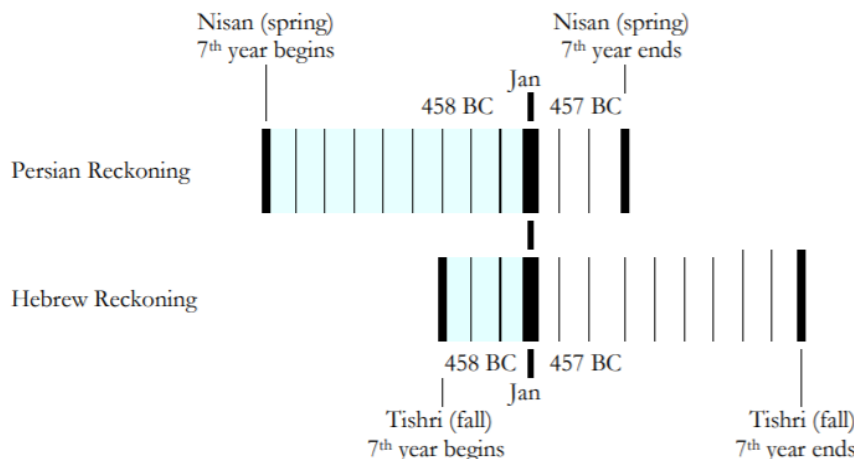 Nisan (spring)
7th year begins
Nisan (spring)
7th year ends
Jan
458 BC
457 BC
Persian Reckoning
Hebrew Reckoning
458 BC
457 BC
Jan
Tishri (fall)
7th year begins
Tishri (fall)
7th year ends